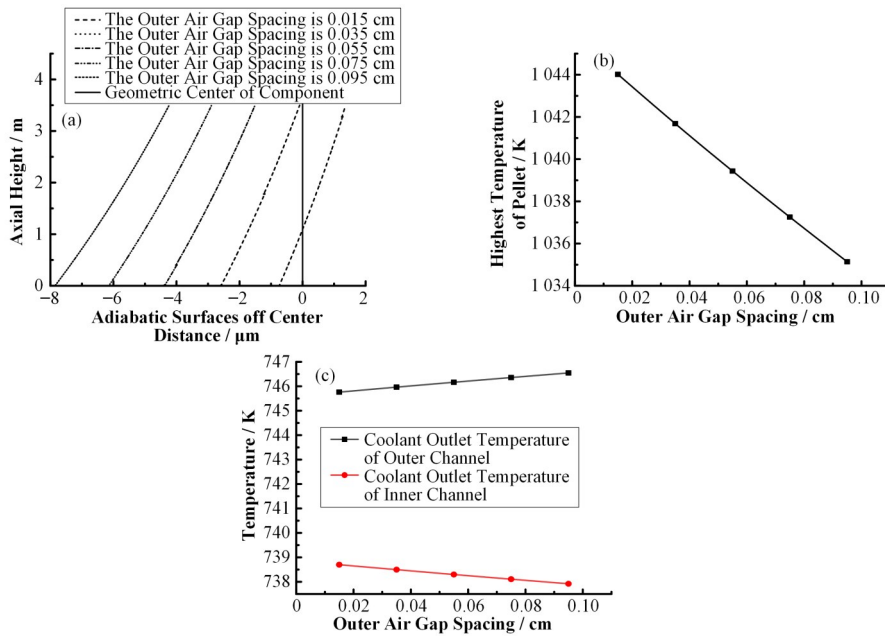 The Outer Air Gap Spacing is 0.015 cm
The Outer Air Gap Spacing is 0.035 cm
The Outer Air Gap Spacing is 0.055 cm
The Outer Air Gap Spacing is 0.075 cm
The Outer Air Gap Spacing is 0.095 cm
Geometric Center of Component
(a)
4
3
2
1
0
Axial Height / m
−8
−6
−4
−2
0
2
Adiabatic Surfaces off Center
Distance / μm
(b)
1 044
1 042
1 040
1 038
1 036
1 034
Highest Temperature
of Pellet / K
0
0.02
0.04
0.06
0.08
0.10
Outer Air Gap Spacing / cm
(c)
747
746
745
744
743
742
741
740
739
738
Temperature / K
Coolant Outlet Temperature
of Outer Channel
Coolant Outlet Temperature
of Inner Channel
0
0.02
0.04
0.06
0.08
0.10
Outer Air Gap Spacing / cm